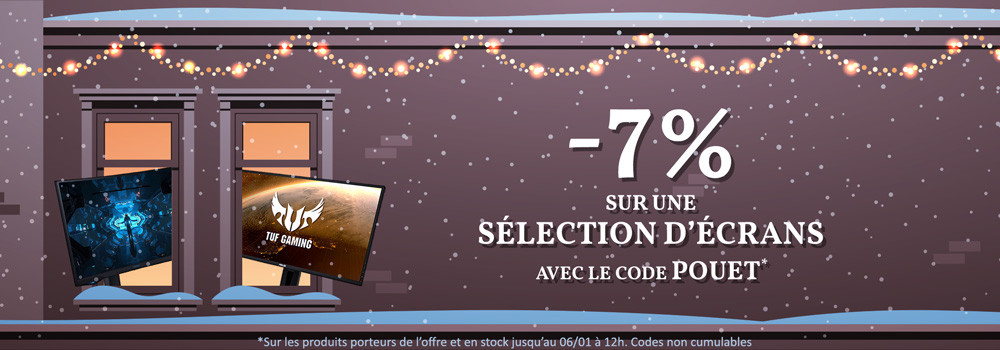 -7%
SUR UNE
SÉLECTION D'ÉCRANS
AVEC LE CODE POUET*
TUF GAMING
*Sur les produits porteurs de l'offre et en stock jusqu'au 06/01 à 12h. Codes non cumulables